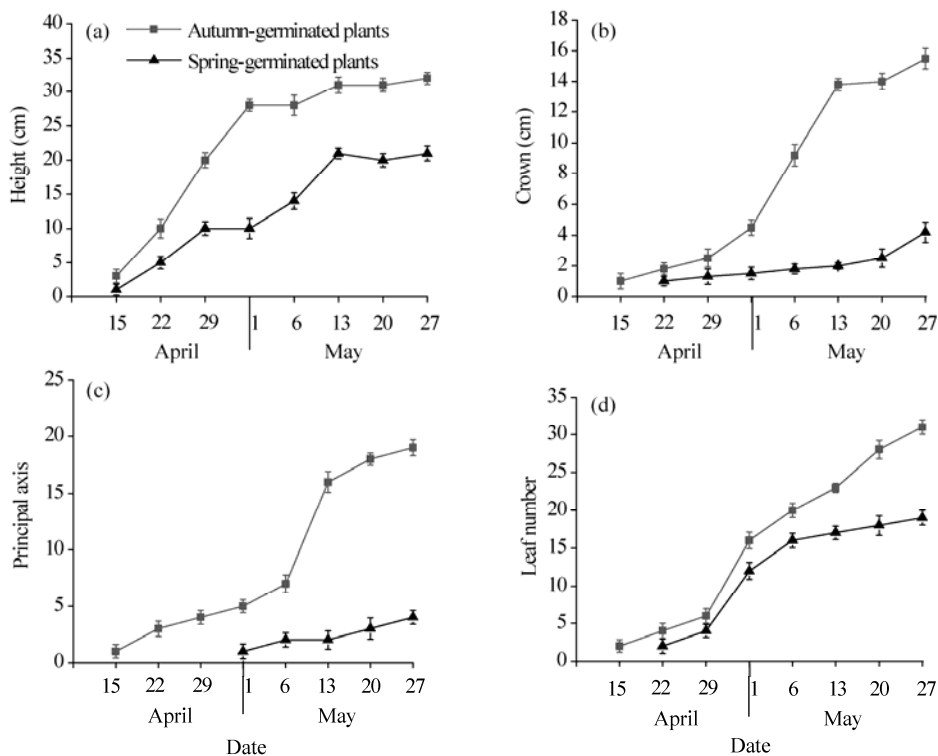 (a)
Autumn-germinated plants
Spring-germinated plants
Height (cm)
40
35
30
25
20
15
10
5
0
15 22 29 1 6 13 20 27
April May
(b)
Crown (cm)
18
16
14
12
10
8
6
4
2
0
15 22 29 1 6 13 20 27
April May
(c)
Principal axis
25
20
15
10
5
0
15 22 29 1 6 13 20 27
April May
Date
(d)
Leaf number
35
30
25
20
15
10
5
0
15 22 29 1 6 13 20 27
April May
Date